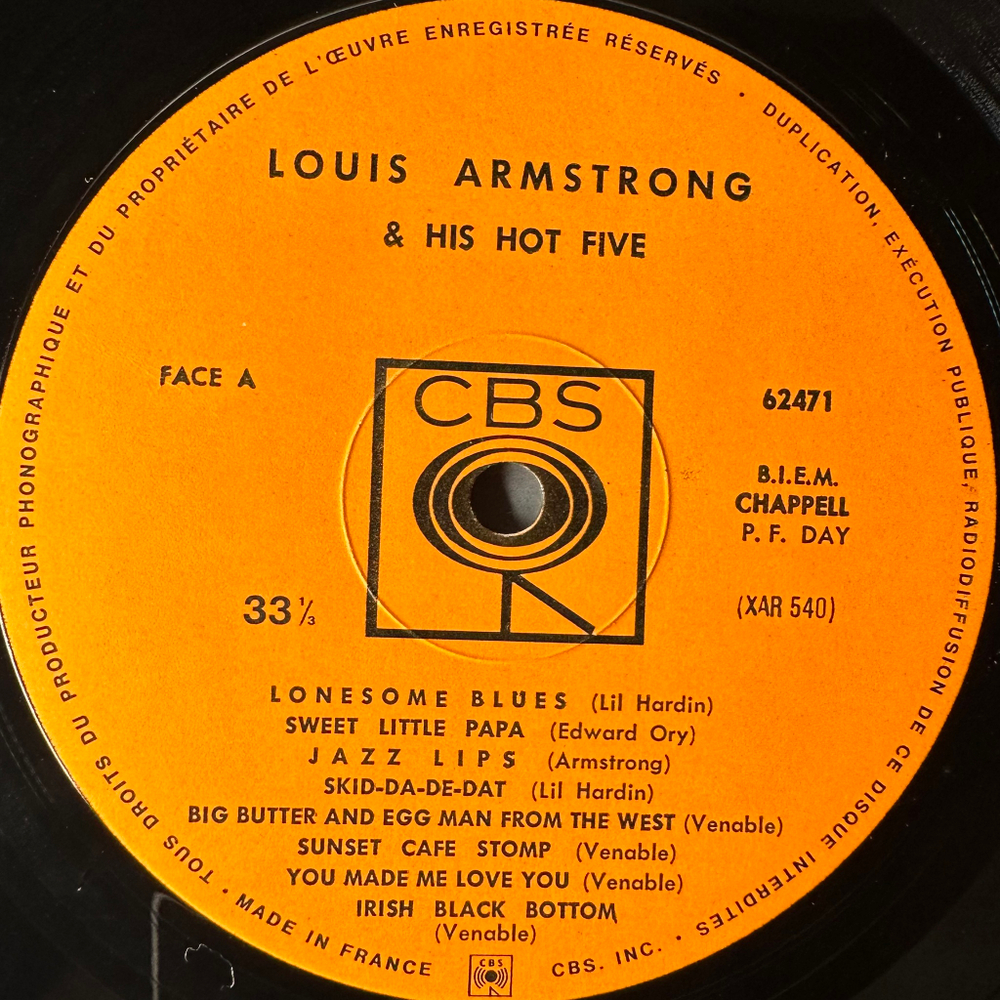 TOUS DROITS DU PRODUCTEUR PHONOGRAPHIQUE ET DU PROPRIÉTAIRE DE L'ŒUVRE ENREGISTRÉE RÉSERVÉS • DUPLICATION, EXÉCUTION PUBLIQUE, RADIODIFFUSION DE CE DISQUE INTERDITES •
LOUIS ARMSTRONG
& HIS HOT FIVE
FACE A
CBS
62471
B.I.E.M.
CHAPPELL
P. F. DAY
33 1/3
(XAR 540)
LONESOME BLUES (Lil Hardin)
SWEET LITTLE PAPA (Edward Ory)
JAZZ LIPS (Armstrong)
SKID-DA-DE-DAT (Lil Hardin)
BIG BUTTER AND EGG MAN FROM THE WEST (Venable)
SUNSET CAFE STOMP (Venable)
YOU MADE ME LOVE YOU (Venable)
IRISH BLACK BOTTOM
(Venable)
• MADE IN FRANCE
CBS
CBS. INC.